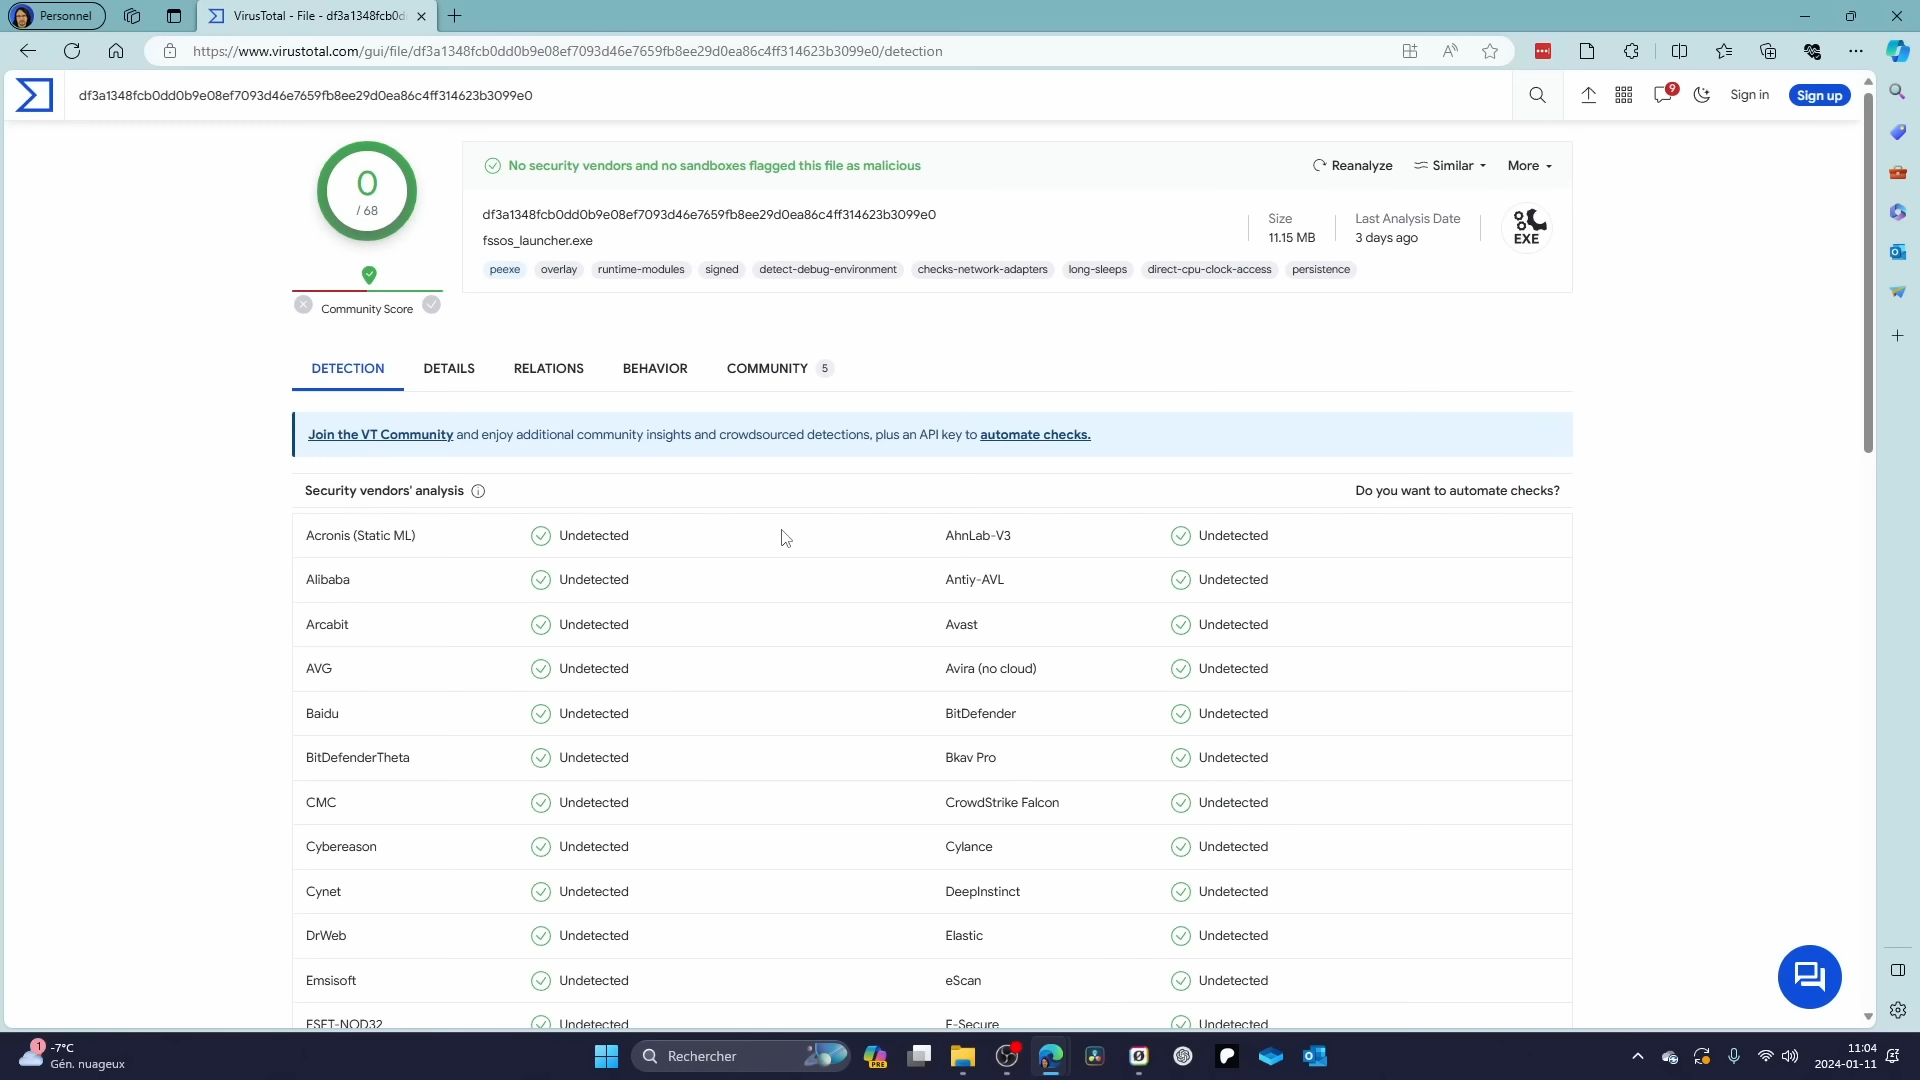 Personnel
VirusTotal - File - df3a1348fcb0d
https://www.virustotal.com/gui/file/df3a1348fcb0dd0b9e08ef7093d46e7659fb8ee29d0ea86c4ff314623b3099e0/detection
df3a1348fcb0dd0b9e08ef7093d46e7659fb8ee29d0ea86c4ff314623b3099e0
9
Sign in
Sign up
0
/ 68
Community Score
No security vendors and no sandboxes flagged this file as malicious
Reanalyze
Similar
More
df3a1348fcb0dd0b9e08ef7093d46e7659fb8ee29d0ea86c4ff314623b3099e0
fssos_launcher.exe
Size
11.15 MB
Last Analysis Date
3 days ago
EXE
peexe
overlay
runtime-modules
signed
detect-debug-environment
checks-network-adapters
long-sleeps
direct-cpu-clock-access
persistence
DETECTION
DETAILS
RELATIONS
BEHAVIOR
COMMUNITY 5
Join the VT Community and enjoy additional community insights and crowdsourced detections, plus an API key to automate checks.
Security vendors' analysis
Do you want to automate checks?
Acronis (Static ML) Undetected AhnLab-V3 Undetected
Alibaba Undetected Antiy-AVL Undetected
Arcabit Undetected Avast Undetected
AVG Undetected Avira (no cloud) Undetected
Baidu Undetected BitDefender Undetected
BitDefenderTheta Undetected Bkav Pro Undetected
CMC Undetected CrowdStrike Falcon Undetected
Cybereason Undetected Cylance Undetected
Cynet Undetected DeepInstinct Undetected
DrWeb Undetected Elastic Undetected
Emsisoft Undetected eScan Undetected
ESET-NOD32 Undetected F-Secure Undetected
1
-7°C
Gén. nuageux
Rechercher
PRE
11:04
2024-01-11